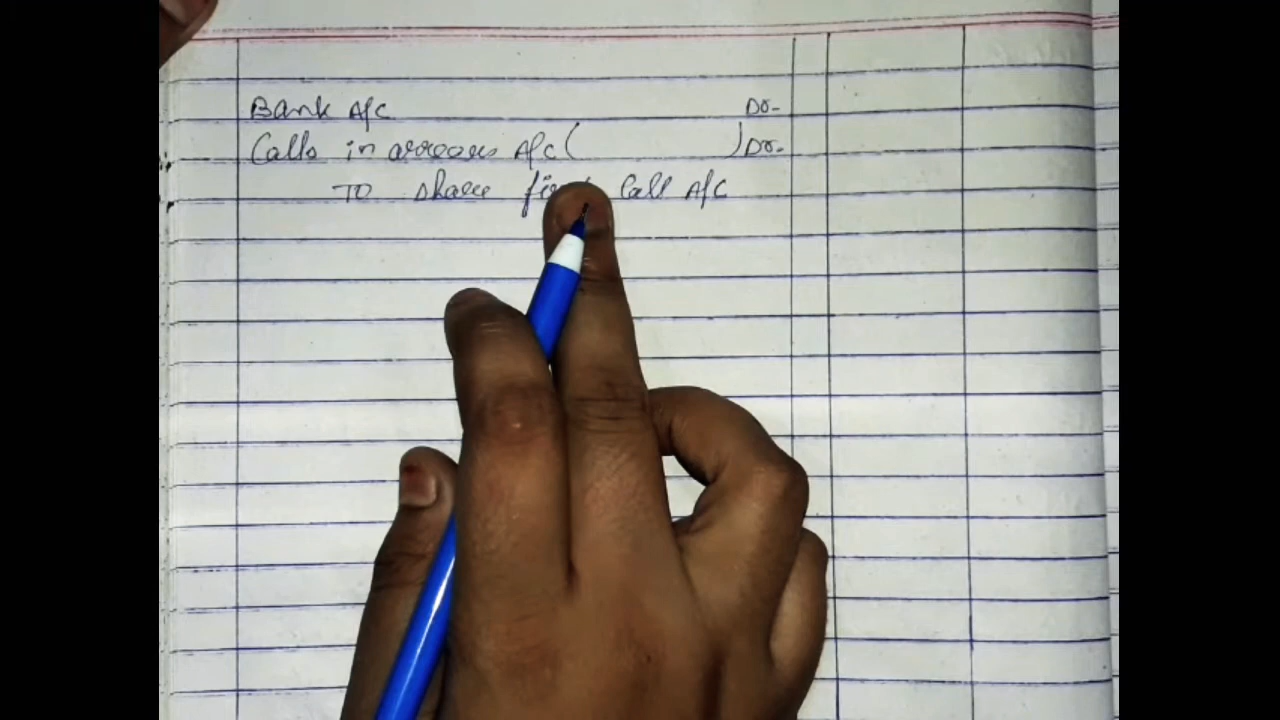 Bank A/C Dr.
Calls in arrears A/C ( ) Dr.
To share first Call A/C